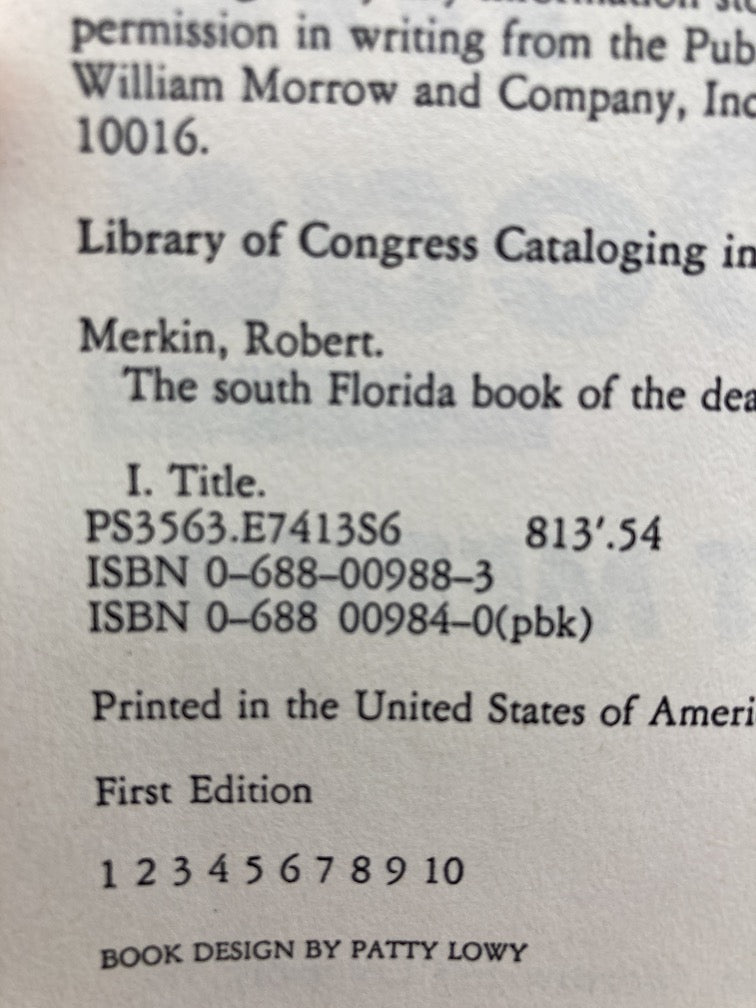 permission in writing from the Pub
William Morrow and Company, Inc
10016.
Library of Congress Cataloging in
Merkin, Robert.
The south Florida book of the dea
I. Title.
PS3563.E7413S6 813'.54
ISBN 0-688-00988-3
ISBN 0-688 00984-0(pbk)
Printed in the United States of Ameri
First Edition
1 2 3 4 5 6 7 8 9 10
BOOK DESIGN BY PATTY LOWY